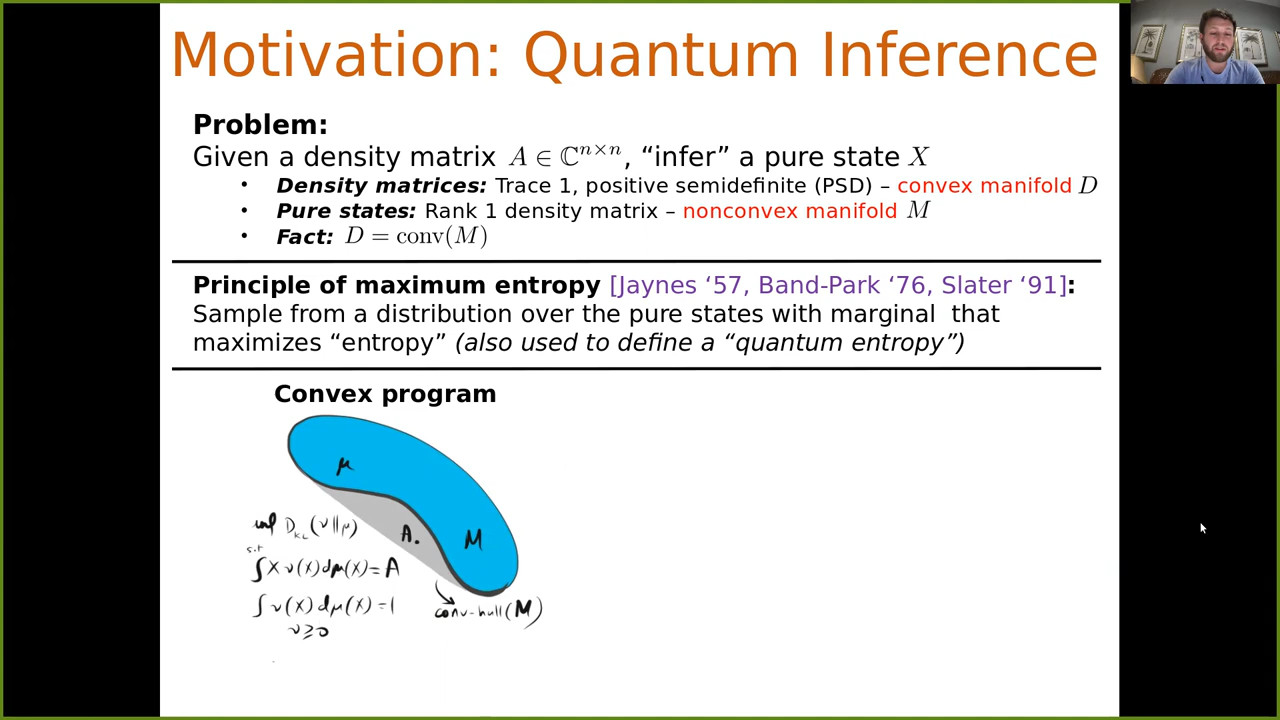 Motivation: Quantum Inference
Problem:
Given a density matrix A ∈ ℂ^{n×n}, “infer” a pure state X
• Density matrices: Trace 1, positive semidefinite (PSD) – convex manifold D
• Pure states: Rank 1 density matrix – nonconvex manifold M
• Fact: D = conv(M)
Principle of maximum entropy [Jaynes ‘57, Band-Park ‘76, Slater ‘91]:
Sample from a distribution over the pure states with marginal that
maximizes “entropy” (also used to define a “quantum entropy”)
Convex program
μ
inf D_{KL}(ν||μ)
A.
M
s.t
∫X ν(X)dμ(X)=A
∫ν(X)dμ(X)=1
conv-hull(M)
ν≥0